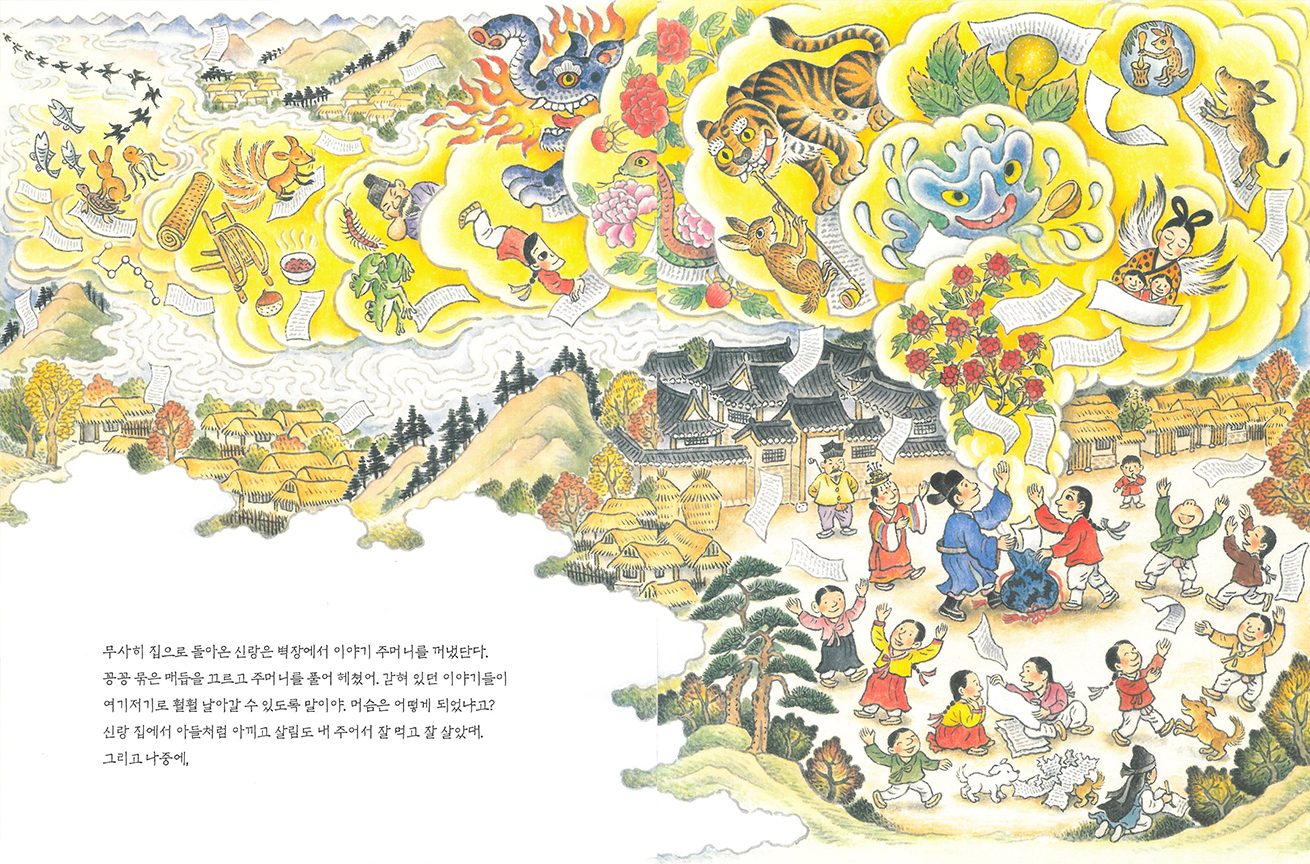 무사히 집으로 돌아온 신랑은 벽장에서 이야기 주머니를 꺼냈단다.
꽁꽁 묶은 매듭을 끄르고 주머니를 풀어 헤쳤어. 갇혀 있던 이야기들이
여기저기로 훨훨 날아갈 수 있도록 말이야. 머슴은 어떻게 되었냐고?
신랑 집에서 아들처럼 아끼고 살림도 내 주어서 잘 먹고 잘 살았대.
그리고 나중에,